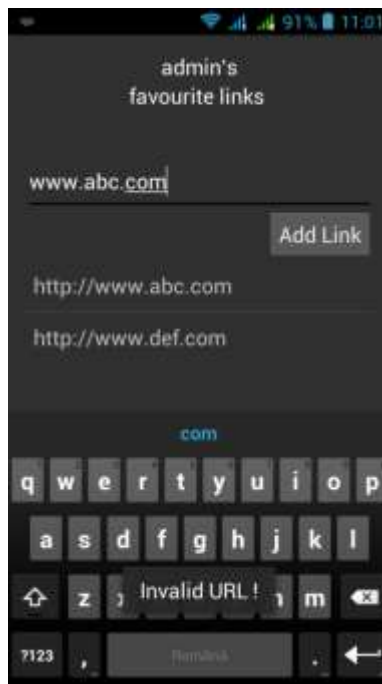 91% 11:01
admin's
favourite links
www.abc.com
Add Link
http://www.abc.com
http://www.def.com
com
q w e r t y u i o p
a s d f g h j k l
Invalid URL !
z m
?123 , Română .